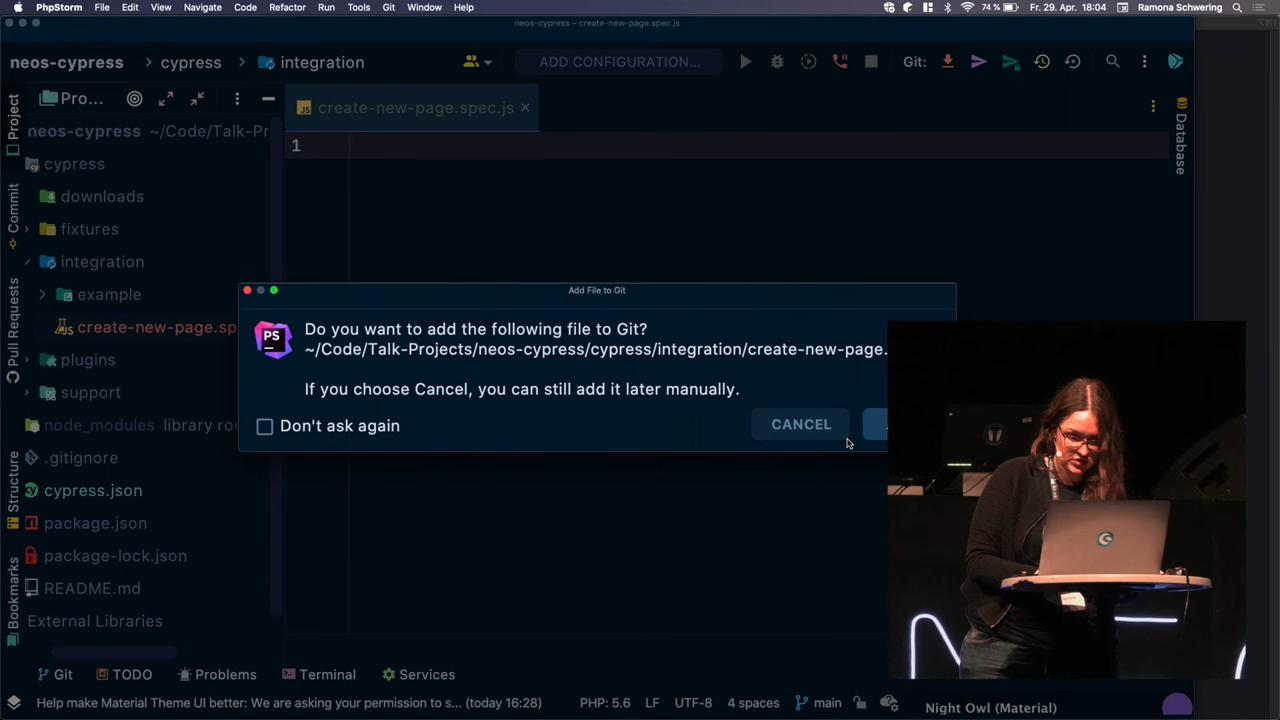 PhpStorm File Edit View Navigate Code Refactor Run Tools Git Window Help 74 % Fr. 29. Apr. 18:04 Ramona Schwering
neos-cypress – create-new-page.spec.js
neos-cypress cypress integration ADD CONFIGURATION... Git:
Project Pro... create-new-page.spec.js
neos-cypress ~/Code/Talk-Pr
1
Database
cypress
downloads
Commit
fixtures
integration
example
Pull Requests
create-new-page.sp
plugins
support
node_modules library ro
.gitignore
Structure
cypress.json
package.json
package-lock.json
Bookmarks
README.md
External Libraries
Add File to Git
PS
Do you want to add the following file to Git?
~/Code/Talk-Projects/neos-cypress/cypress/integration/create-new-page.
If you choose Cancel, you can still add it later manually.
Don't ask again
CANCEL
Git TODO Problems Terminal Services
Help make Material Theme UI better: We are asking your permission to s... (today 16:28) PHP: 5.6 LF UTF-8 4 spaces main Night Owl (Material)